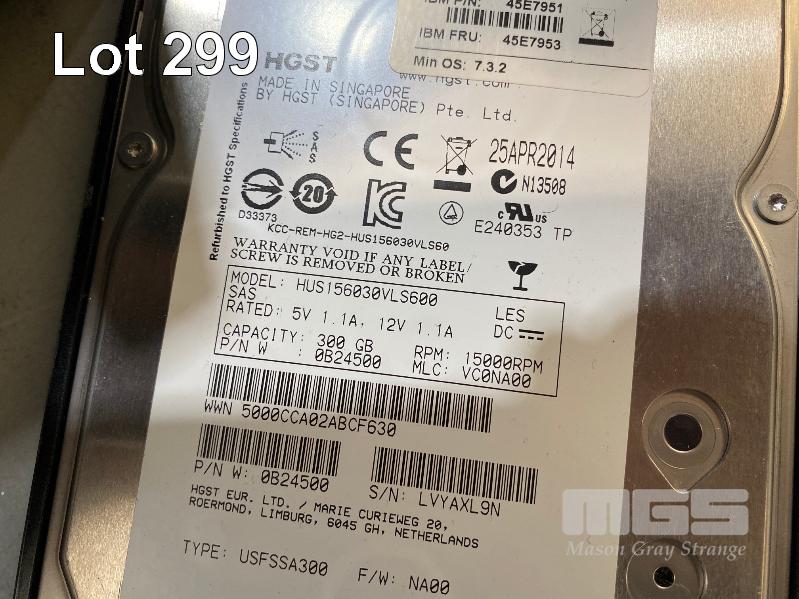 Lot 299
IBM P/N: 45E7951
IBM FRU: 45E7953
Min OS: 7.3.2
HGST
www.hgst.com
MADE IN SINGAPORE
BY HGST (SINGAPORE) Pte. Ltd.
Refurbished to HGST Specifications
SAS
CE
25APR2014
N13508
D33373
20
KC
c RU us
E240353 TP
KCC-REM-HG2-HUS156030VLS60
WARRANTY VOID IF ANY LABEL/
SCREW IS REMOVED OR BROKEN
MODEL: HUS156030VLS600
SAS
LES
RATED: 5V 1.1A, 12V 1.1A
DC
CAPACITY: 300 GB
RPM: 15000RPM
P/N W : 0B24500
MLC: VC0NA00
WWN 5000CCA02ABCF630
P/N W: 0B24500
S/N: LVYAXL9N
HGST EUR. LTD. / MARIE CURIEWEG 20,
ROERMOND, LIMBURG, 6045 GH, NETHERLANDS
TYPE: USFSSA300
F/W: NA00
MGS
Mason Gray Strange